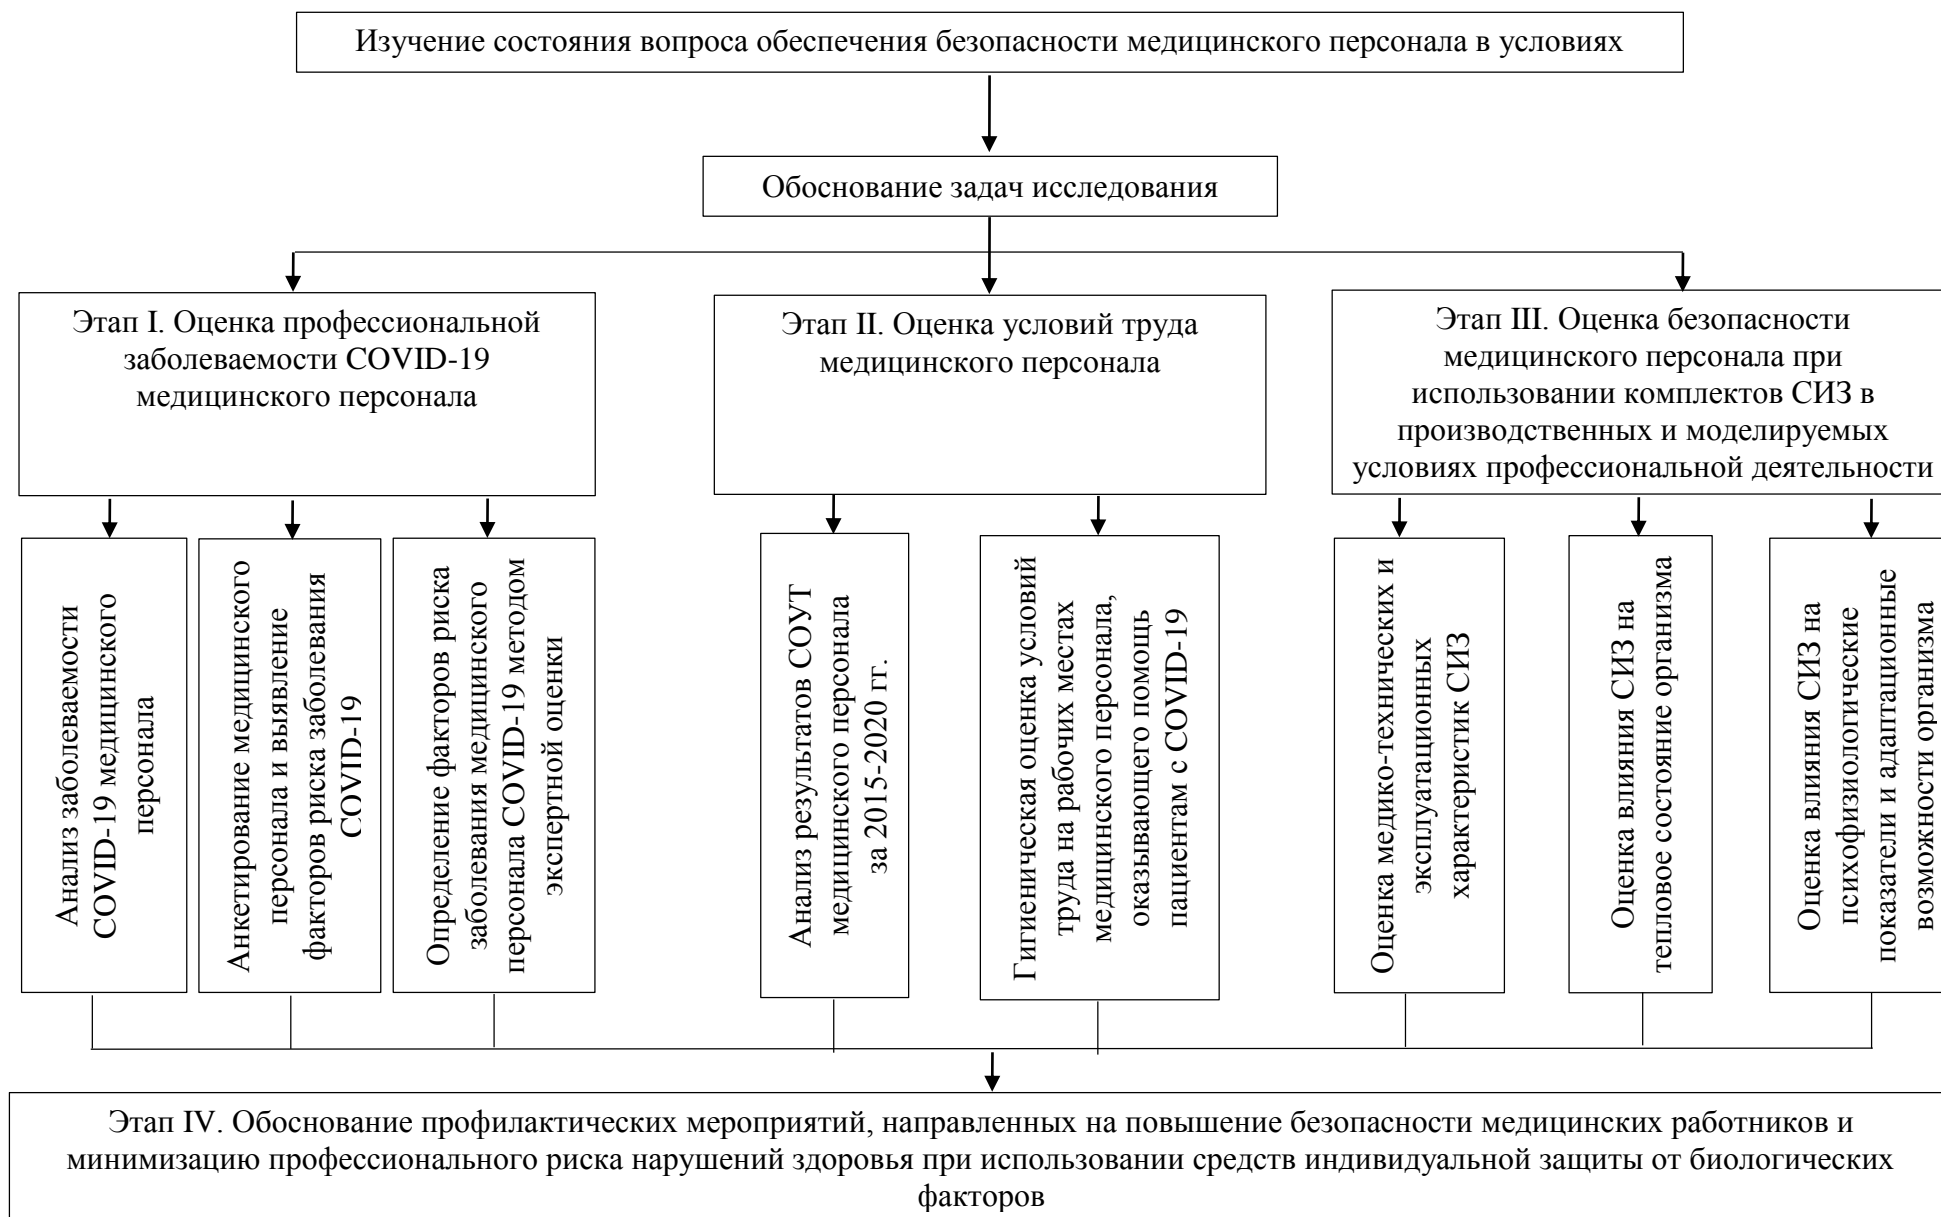 Изучение состояния вопроса обеспечения безопасности медицинского персонала в условиях
Обоснование задач исследования
Этап I. Оценка профессиональной
заболеваемости COVID-19
медицинского персонала
Этап II. Оценка условий труда
медицинского персонала
Этап III. Оценка безопасности
медицинского персонала при
использовании комплектов СИЗ в
производственных и моделируемых
условиях профессиональной деятельности
Анализ заболеваемости
COVID-19 медицинского
персонала
Анкетирование медицинского
персонала и выявление
факторов риска заболевания
COVID-19
Определение факторов риска
заболевания медицинского
персонала COVID-19 методом
экспертной оценки
Анализ результатов СОУТ
медицинского персонала
за 2015-2020 гг.
Гигиеническая оценка условий
труда на рабочих местах
медицинского персонала,
оказывающего помощь
пациентам с COVID-19
Оценка медико-технических и
эксплуатационных
характеристик СИЗ
Оценка влияния СИЗ на
тепловое состояние организма
Оценка влияния СИЗ на
психофизиологические
показатели и адаптационные
возможности организма
Этап IV. Обоснование профилактических мероприятий, направленных на повышение безопасности медицинских работников и
минимизацию профессионального риска нарушений здоровья при использовании средств индивидуальной защиты от биологических
факторов